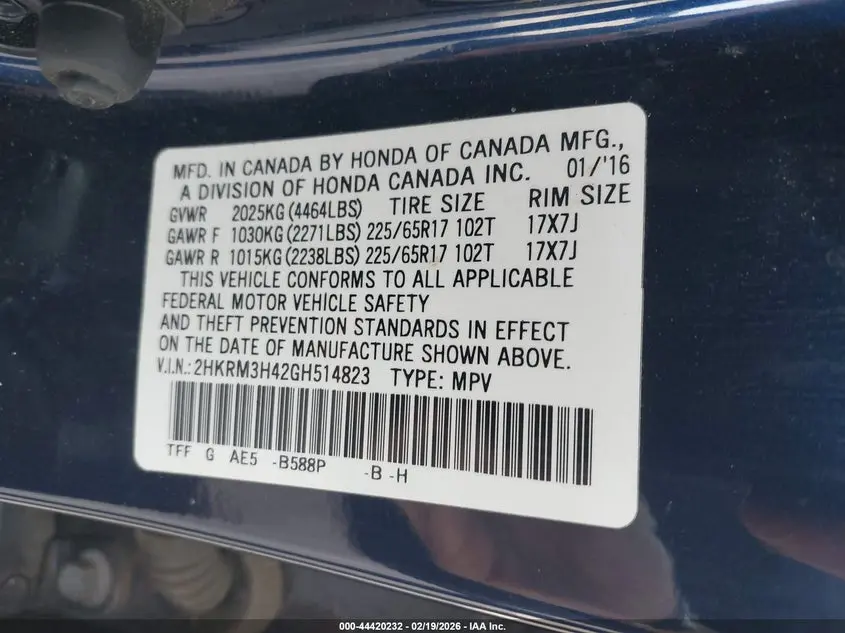 MFD. IN CANADA BY HONDA OF CANADA MFG.,
A DIVISION OF HONDA CANADA INC. 01/'16
GVWR 2025KG(4464LBS) TIRE SIZE RIM SIZE
GAWR F 1030KG(2271LBS) 225/65R17 102T 17X7J
GAWR R 1015KG(2238LBS) 225/65R17 102T 17X7J
THIS VEHICLE CONFORMS TO ALL APPLICABLE
FEDERAL MOTOR VEHICLE SAFETY
AND THEFT PREVENTION STANDARDS IN EFFECT
ON THE DATE OF MANUFACTURE SHOWN ABOVE.
V.I.N.:2HKRM3H42GH514823 TYPE: MPV
TFF G AE5 -B588P -B -H
000-44420232 - 02/19/2026 - IAA Inc.